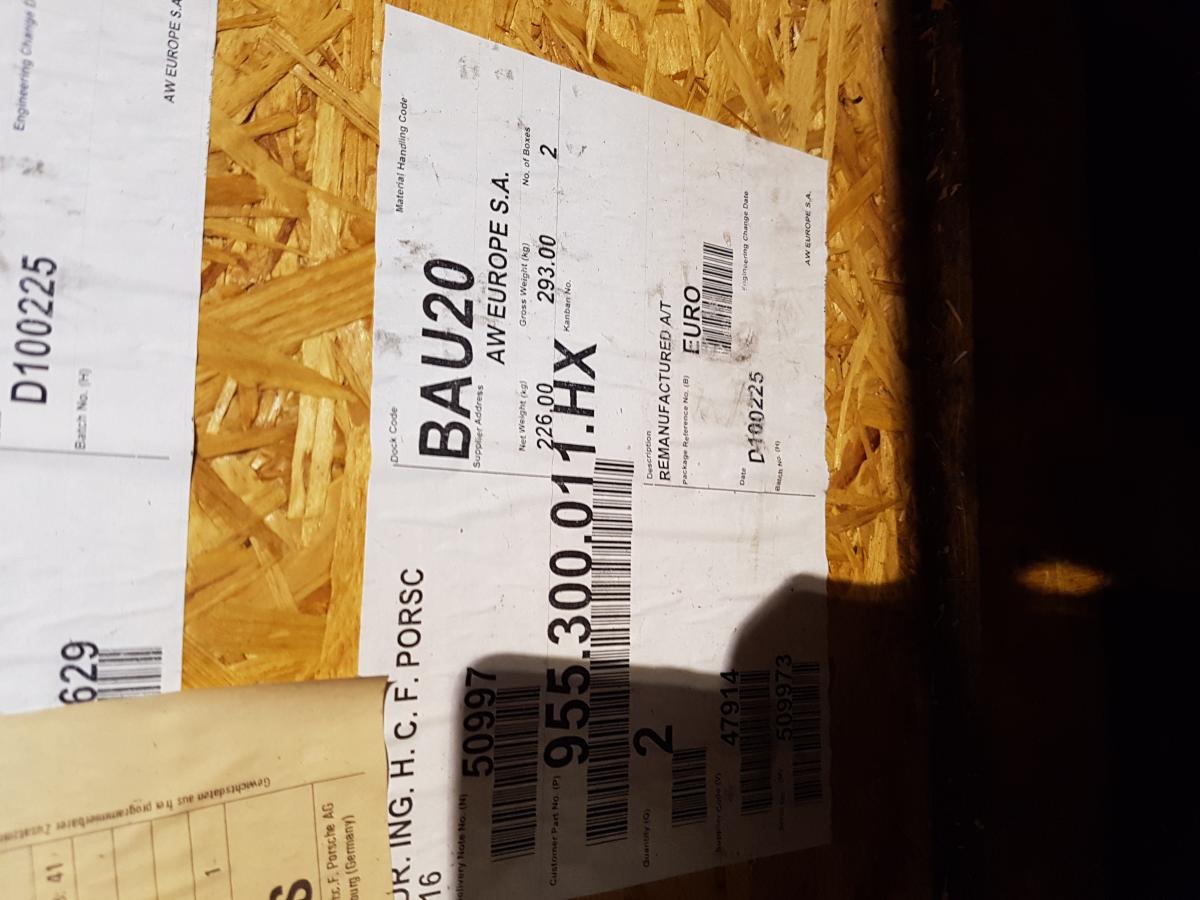 Engineering Change D
AW EUROPE S.A
D100225
Batch No. (H)
629
Gewichtsdaten aus frei programmierbarer Zusatz
41
1
F. Porsche AG
burg (Germany)
DR. ING. H. C. F. PORSC
16
Dock Code
Material Handling Code
BAU20
Supplier Address
AW EUROPE S.A.
Delivery Note No. (N)
50997
Net Weight (kg)
Gross Weight (kg)
No. of Boxes
226.00
293.00
2
Customer Part No. (P)
955.300.011.HX
Kanban No.
Quantity (Q)
2
Description
REMANUFACTURED A/T
Package Reference No. (B)
EURO
Supplier Code (V)
47914
Date
D100225
Engineering Change Date
509973
Batch No. (H)
AW EUROPE S.A.